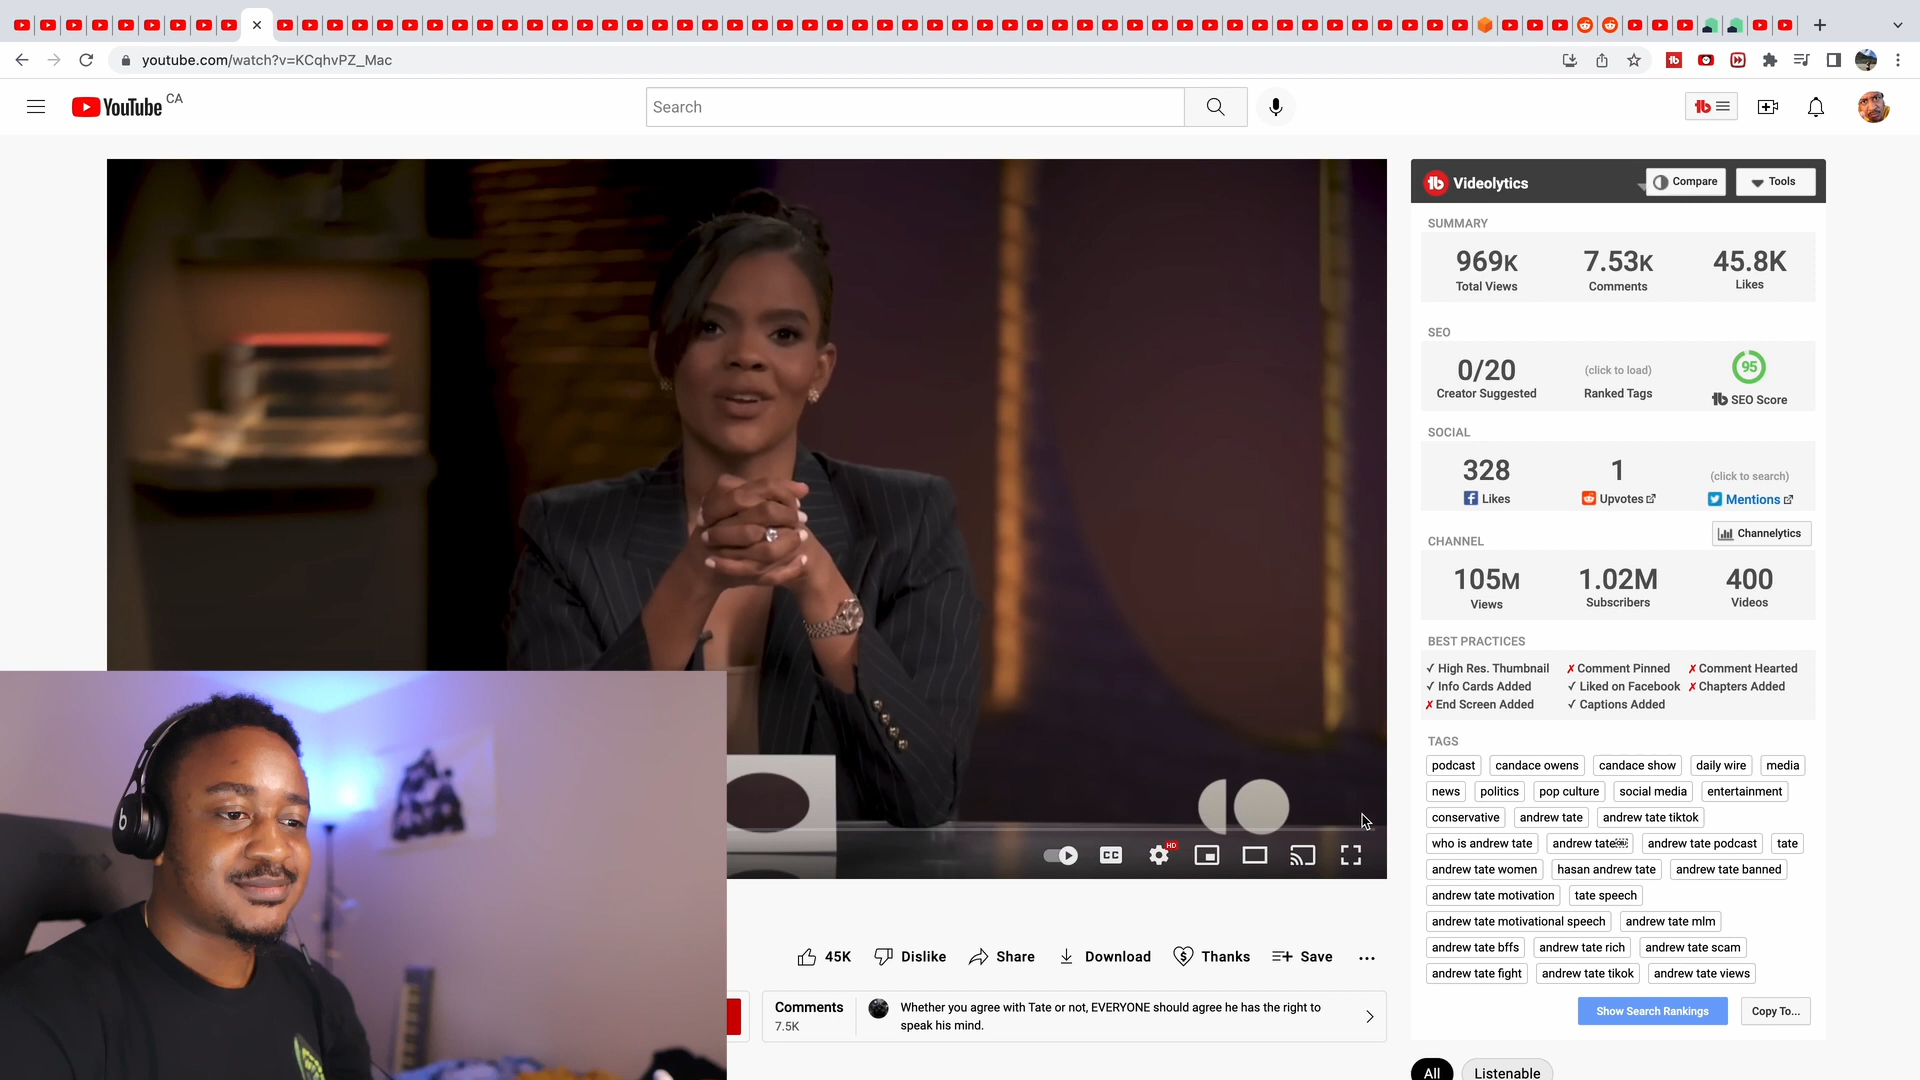 youtube.com/watch?v=KCqhvPZ_Mac
YouTube CA
Search
tb
tb Videolytics
Compare
Tools
SUMMARY
969K
Total Views
7.53K
Comments
45.8K
Likes
SEO
0/20
Creator Suggested
(click to load)
Ranked Tags
95
tb SEO Score
SOCIAL
328
Likes
1
Upvotes
(click to search)
Mentions
CHANNEL
Channelytics
105M
Views
1.02M
Subscribers
400
Videos
BEST PRACTICES
✓ High Res. Thumbnail ✗ Comment Pinned ✗ Comment Hearted
✓ Info Cards Added ✓ Liked on Facebook ✗ Chapters Added
✗ End Screen Added ✓ Captions Added
TAGS
podcast candace owens candace show daily wire media
news politics pop culture social media entertainment
conservative andrew tate andrew tate tiktok
who is andrew tate andrew tate andrew tate podcast tate
andrew tate women hasan andrew tate andrew tate banned
andrew tate motivation tate speech
andrew tate motivational speech andrew tate mlm
andrew tate bffs andrew tate rich andrew tate scam
andrew tate fight andrew tate tikok andrew tate views
Show Search Rankings
Copy To...
All
Listenable
CC
HD
45K
Dislike
Share
Download
Thanks
Save
Comments
7.5K
Whether you agree with Tate or not, EVERYONE should agree he has the right to
speak his mind.
b